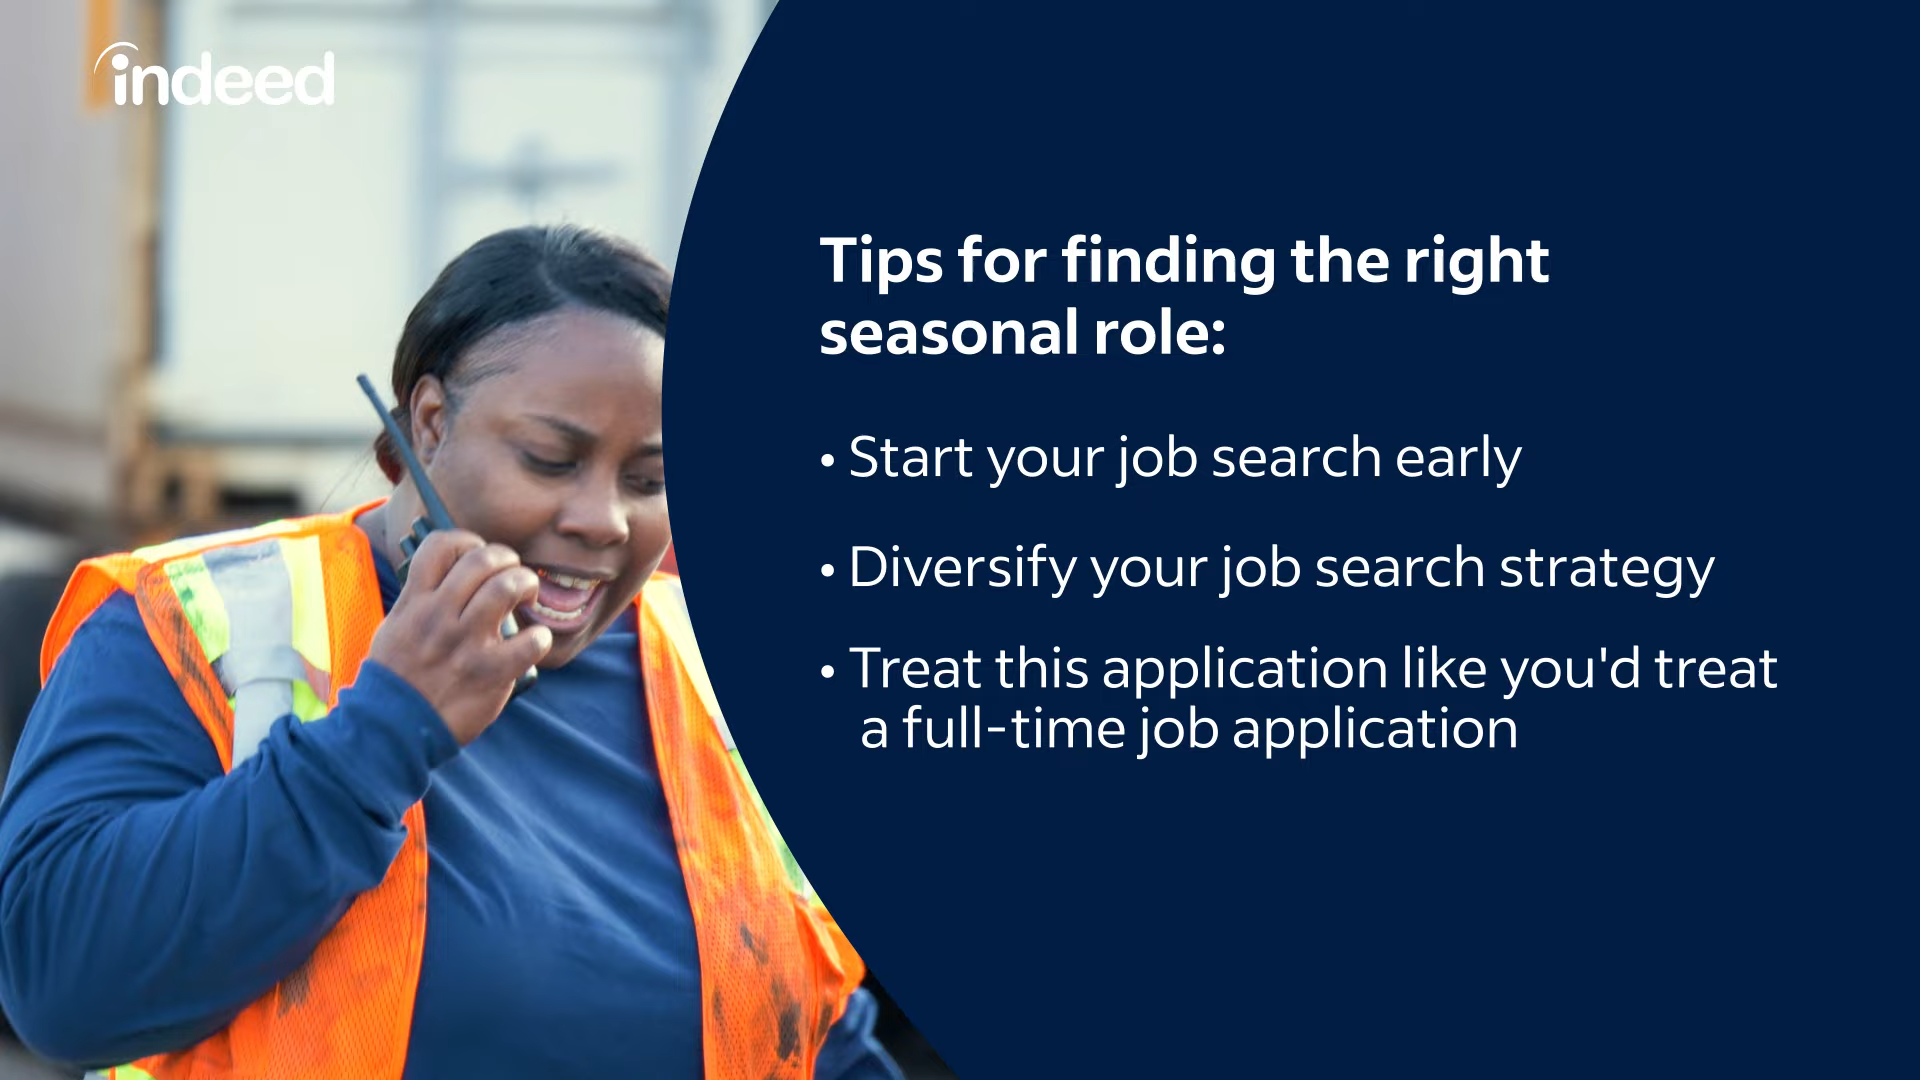 indeed
Tips for finding the right
seasonal role:
• Start your job search early
• Diversify your job search strategy
• Treat this application like you'd treat
a full-time job application